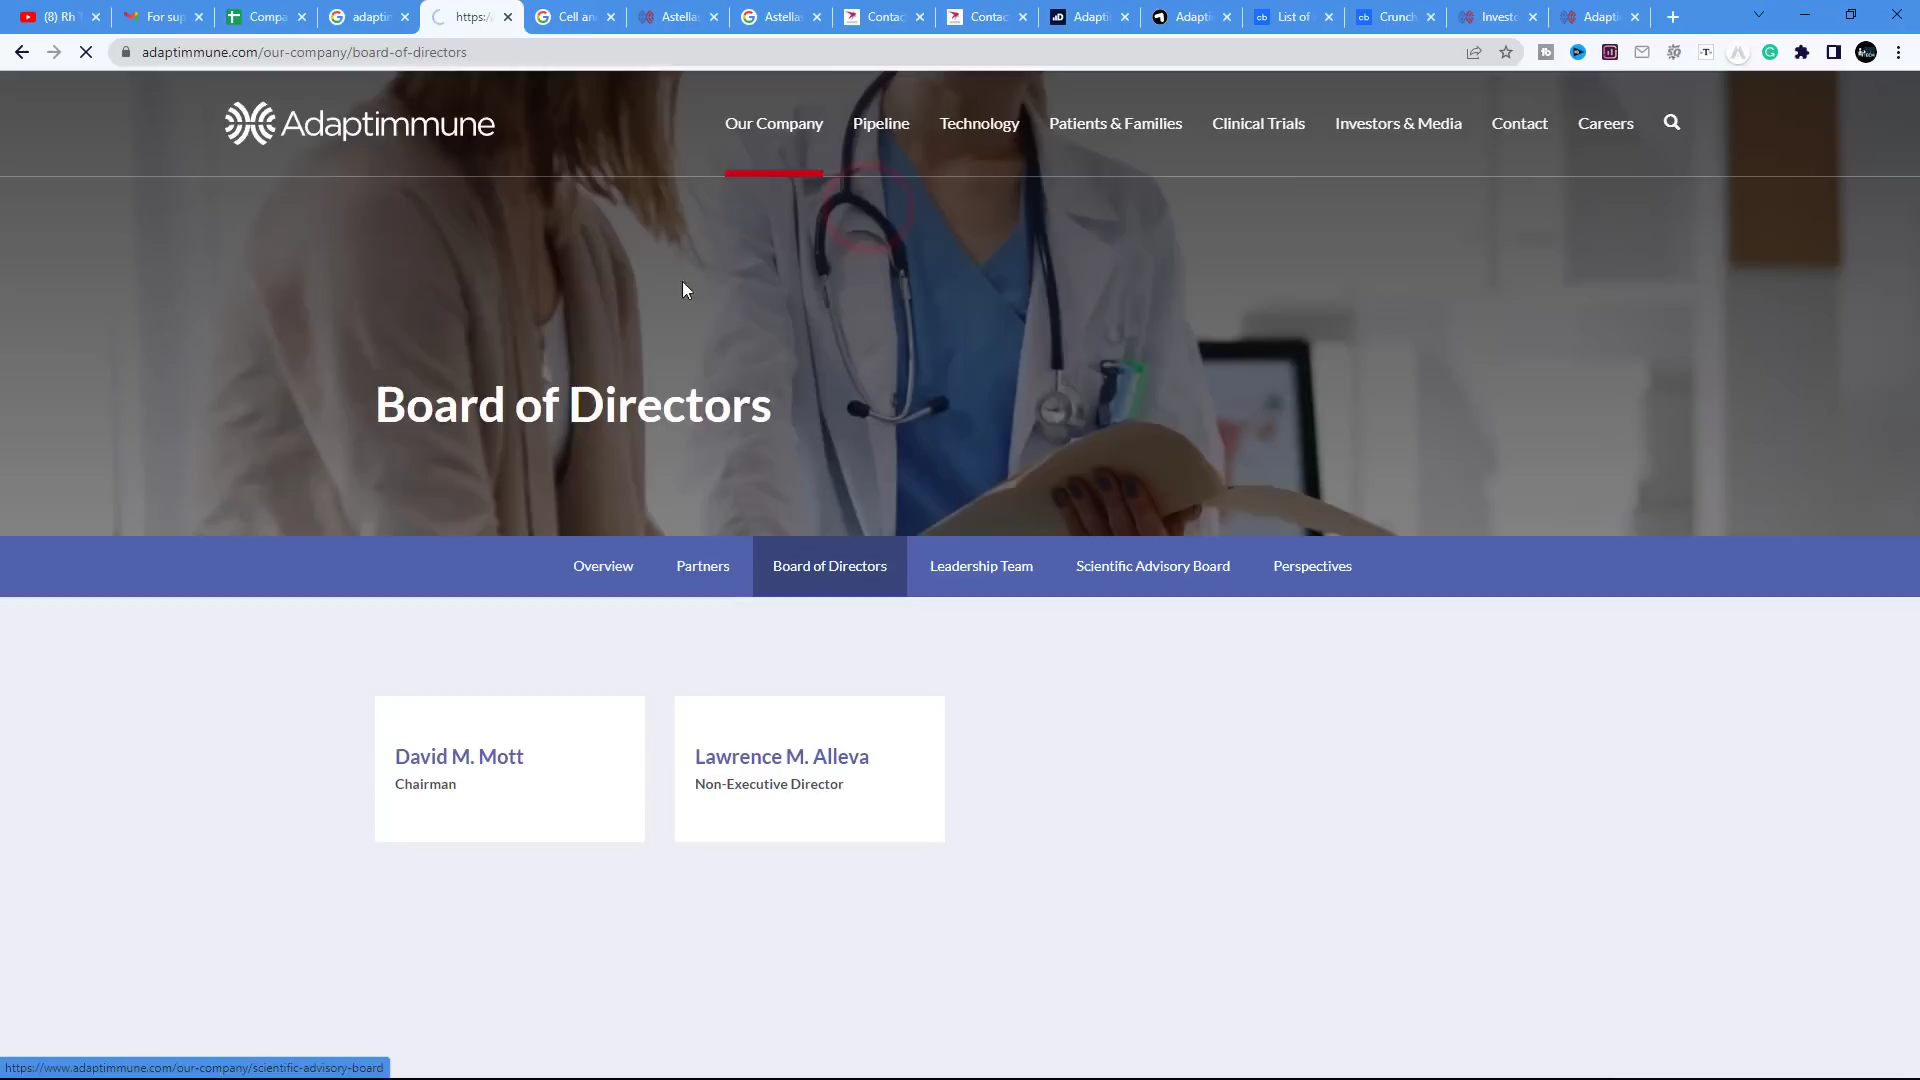 (8) Rh T
For sup
Compa
adaptin
https:/
Cell an
Astella
Astella
Contac
Contac
Adapti
Adapti
List of
Crunch
Investo
Adapti
adaptimmune.com/our-company/board-of-directors
Adaptimmune
Our Company
Pipeline
Technology
Patients & Families
Clinical Trials
Investors & Media
Contact
Careers
Board of Directors
Overview
Partners
Board of Directors
Leadership Team
Scientific Advisory Board
Perspectives
David M. Mott
Chairman
Lawrence M. Alleva
Non-Executive Director
https://www.adaptimmune.com/our-company/scientific-advisory-board